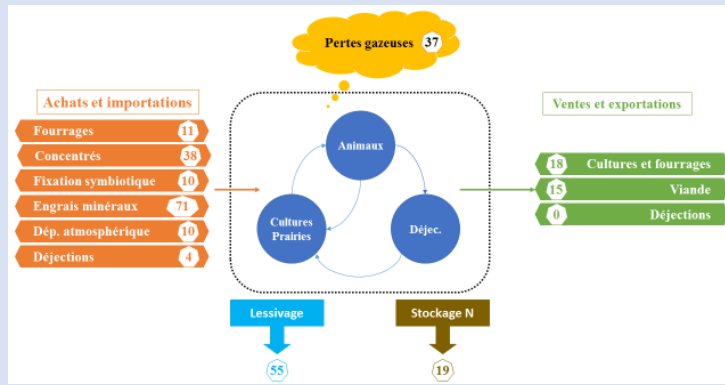 Pertes gazeuses 37
Achats et importations
Fourrages 11
Concentrés 38
Fixation symbiotique 10
Engrais minéraux 71
Dép. atmosphérique 10
Déjections 4
Animaux
Cultures
Prairies
Déjec.
Ventes et exportations
18 Cultures et fourrages
15 Viande
0 Déjections
Lessivage
55
Stockage N
19